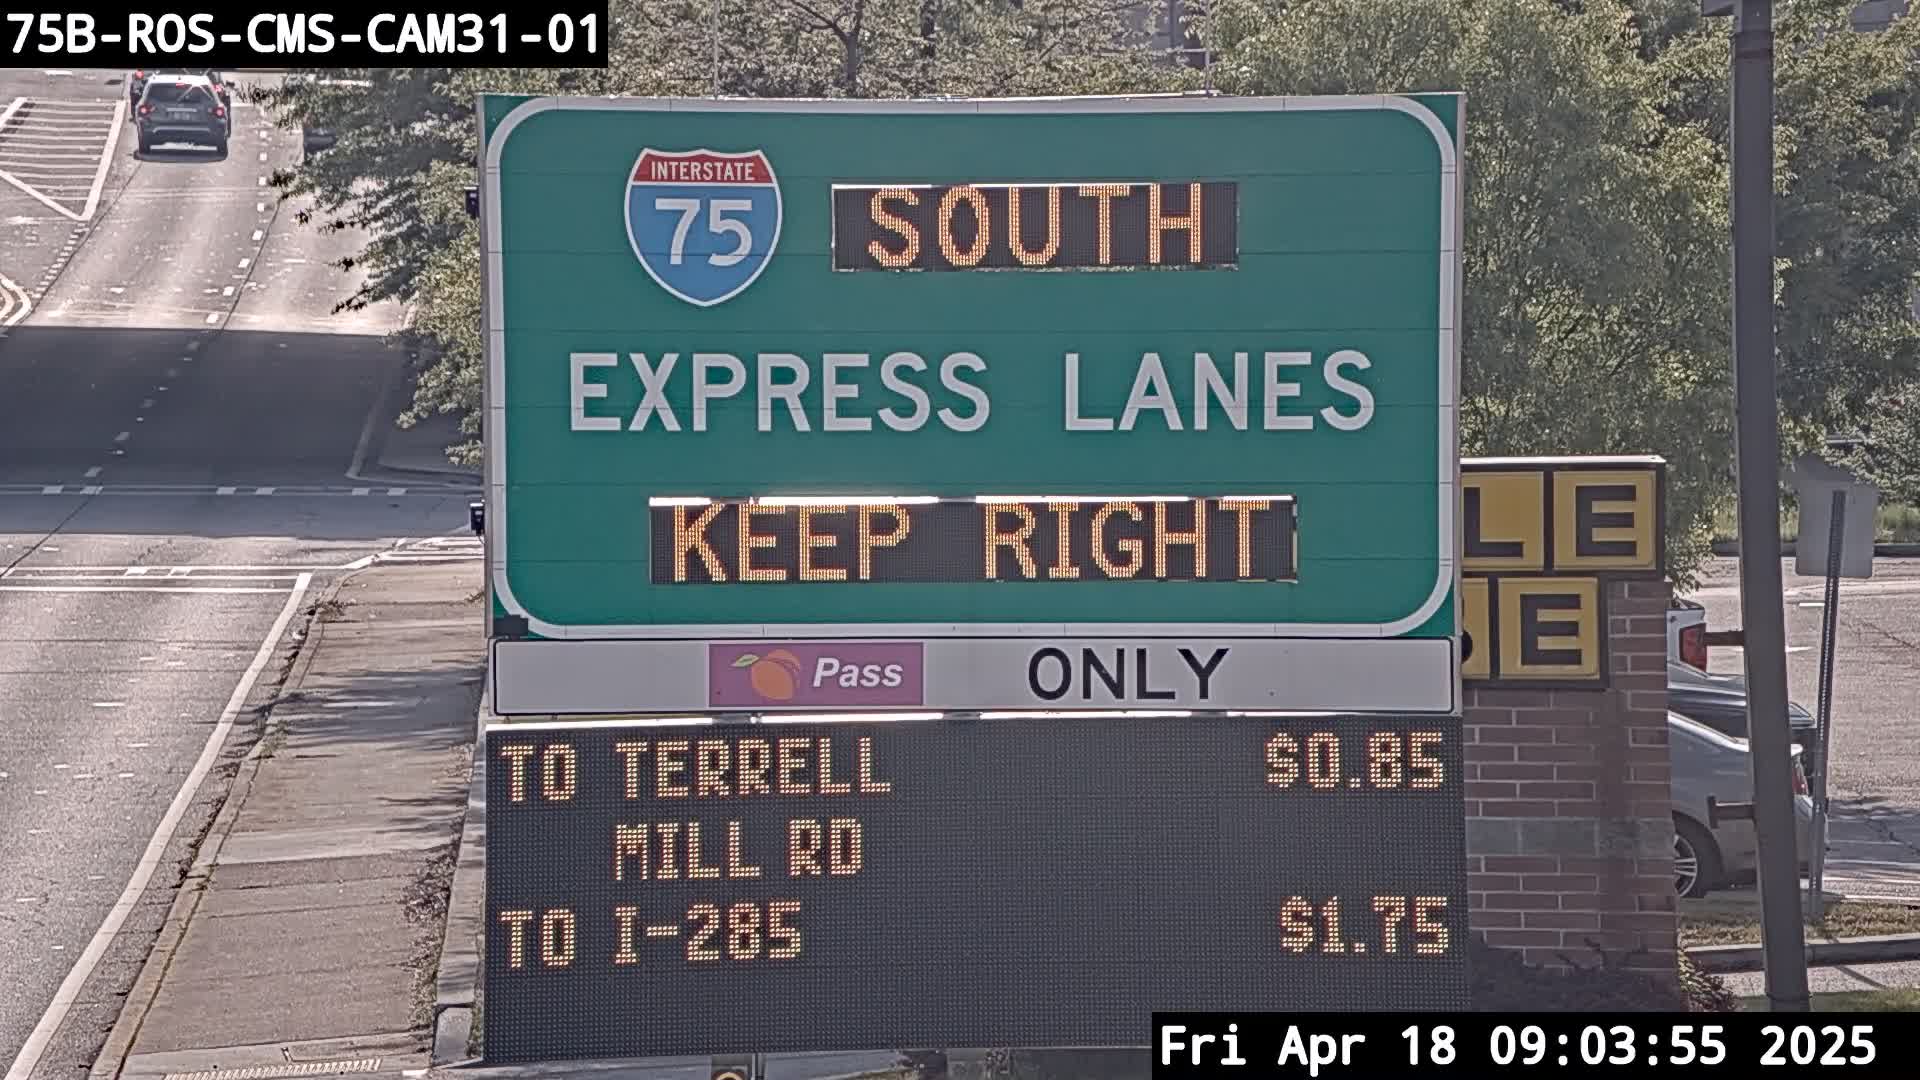 75B-ROS-CMS-CAM31-01
INTERSTATE
75
SOUTH
EXPRESS LANES
KEEP RIGHT
Pass ONLY
TO TERRELL $0.85
MILL RD
TO I-285 $1.75
LE
E
Fri Apr 18 09:03:55 2025